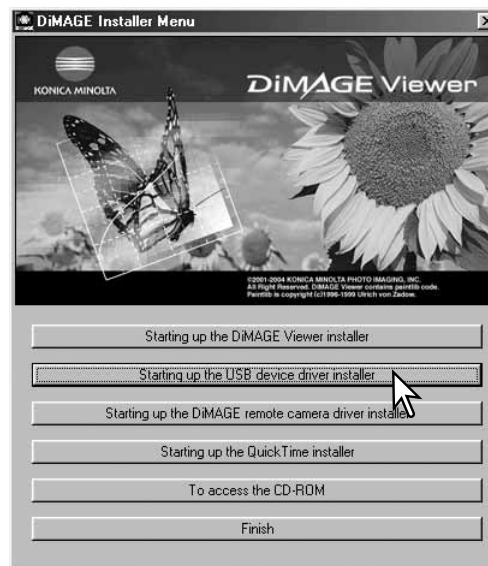 DiMAGE Installer Menu
KONICA MINOLTA
DiMAGE Viewer
©2001-2004 KONICA MINOLTA PHOTO IMAGING, INC.
All Right Reserved. DiMAGE Viewer contains paintlib code.
Paintlib is copyright (c)1996-1999 Ulrich von Zadow.
Starting up the DiMAGE Viewer installer
Starting up the USB device driver installer
Starting up the DiMAGE remote camera driver installer
Starting up the QuickTime installer
To access the CD-ROM
Finish